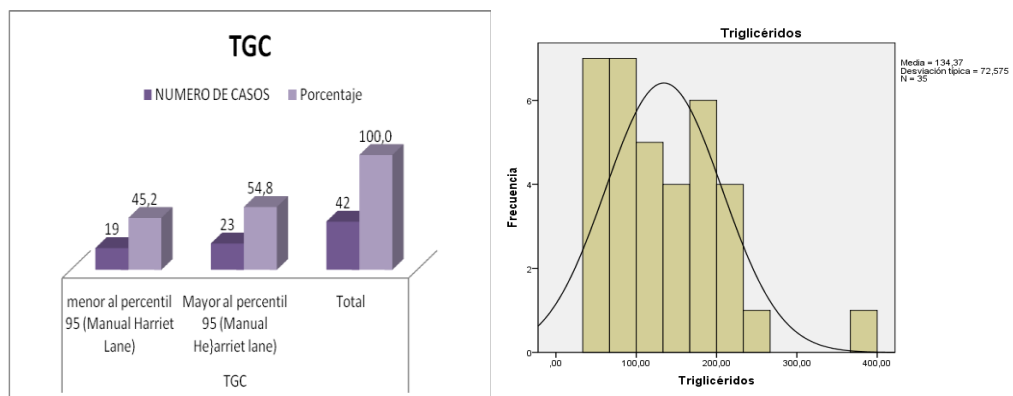 TGC
NUMERO DE CASOS
Porcentaje
19
45,2
23
54,8
42
100,0
menor al percentil
95 (Manual Harriet
Lane)
Mayor al percentil
95 (Manual
He}arriet lane)
Total
TGC
Triglicéridos
Media = 134,37
Desviación típica = 72,575
N = 35
Frecuencia
6
4
2
0
,00
100,00
200,00
300,00
400,00
Triglicéridos